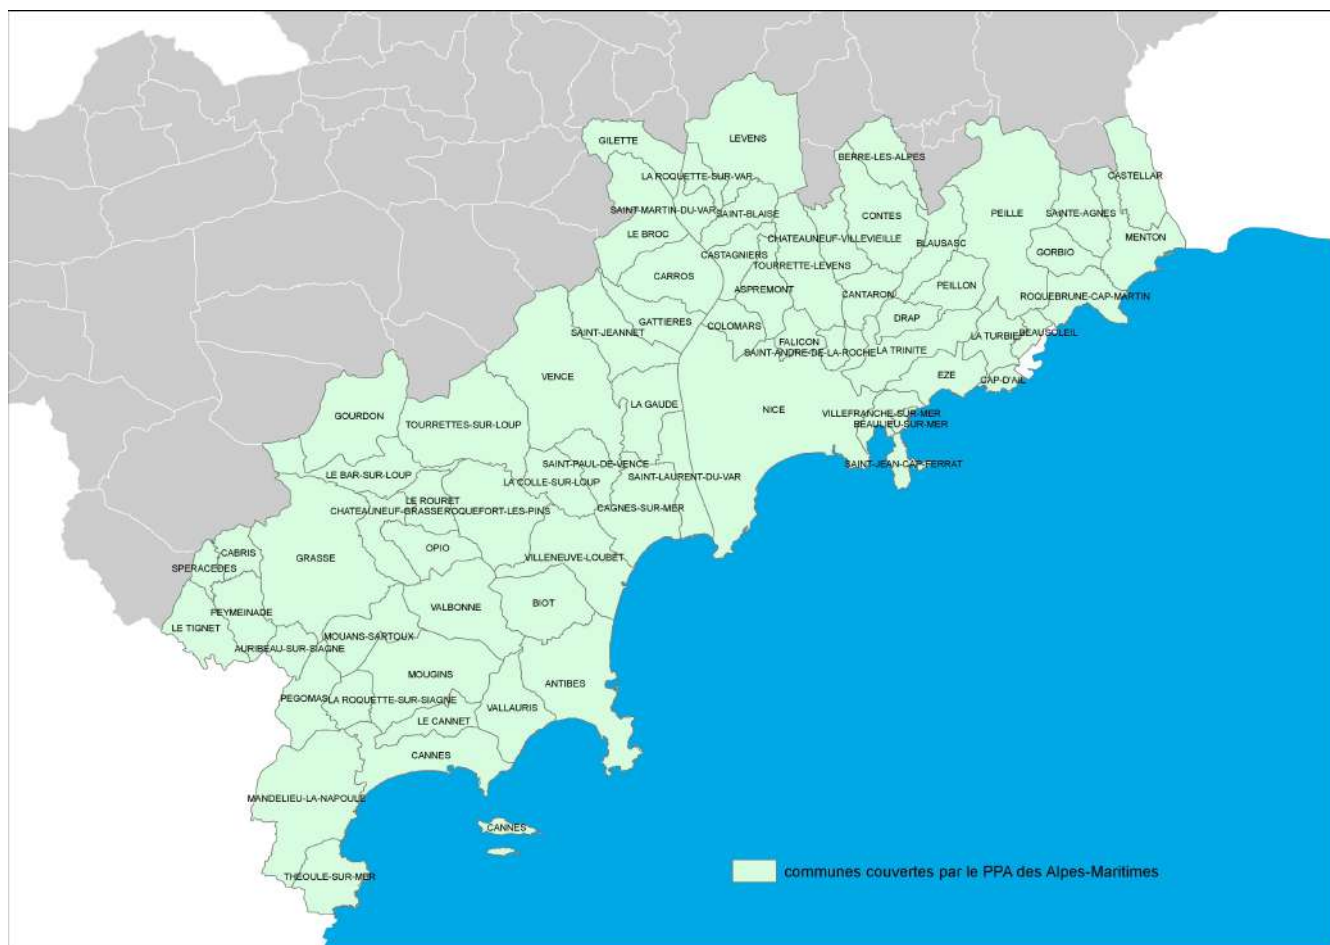 LEVENS
GILETTE
BERRE-LES-ALPES
LA ROQUETTE-SUR-VAR
CASTELLAR
SAINT-MARTIN-DU-VAR
SAINT-BLAISE
CONTES
PEILLE
SAINTE-AGNES
LE BROC
CHATEAUNEUF-VILLEVIEILLE
BLAUSASC
MENTON
CASTAGNIERS
GORBIO
TOURRETTE-LEVENS
CARROS
ASPREMONT
CANTARON
PEILLON
ROQUEBRUNE-CAP-MARTIN
GATTIERES
COLOMARS
DRAP
SAINT-JEANNET
LA TURBIE
BEAUSOLEIL
FALICON
SAINT-ANDRE-DE-LA-ROCHE
LA TRINITE
VENCE
EZE
CAP-D'AIL
LA GAUDE
NICE
GOURDON
VILLEFRANCHE-SUR-MER
TOURRETTES-SUR-LOUP
BEAULIEU-SUR-MER
SAINT-PAUL-DE-VENCE
SAINT-JEAN-CAP-FERRAT
LE BAR-SUR-LOUP
SAINT-LAURENT-DU-VAR
LA COLLE-SUR-LOUP
LE ROURET
CHATEAUNEUF-GRASSE
ROQUEFORT-LES-PINS
CAGNES-SUR-MER
OPIO
CABRIS
GRASSE
VILLENEUVE-LOUBET
SPERACEDES
BIOT
VALBONNE
PEYMEINADE
LE TIGNET
MOUANS-SARTOUX
AURIBEAU-SUR-SIAGNE
MOUGINS
ANTIBES
PEGOMAS
LA ROQUETTE-SUR-SIAGNE
VALLAURIS
LE CANNET
CANNES
MANDELIEU-LA-NAPOULE
CANNES
communes couvertes par le PPA des Alpes-Maritimes
THEOULE-SUR-MER